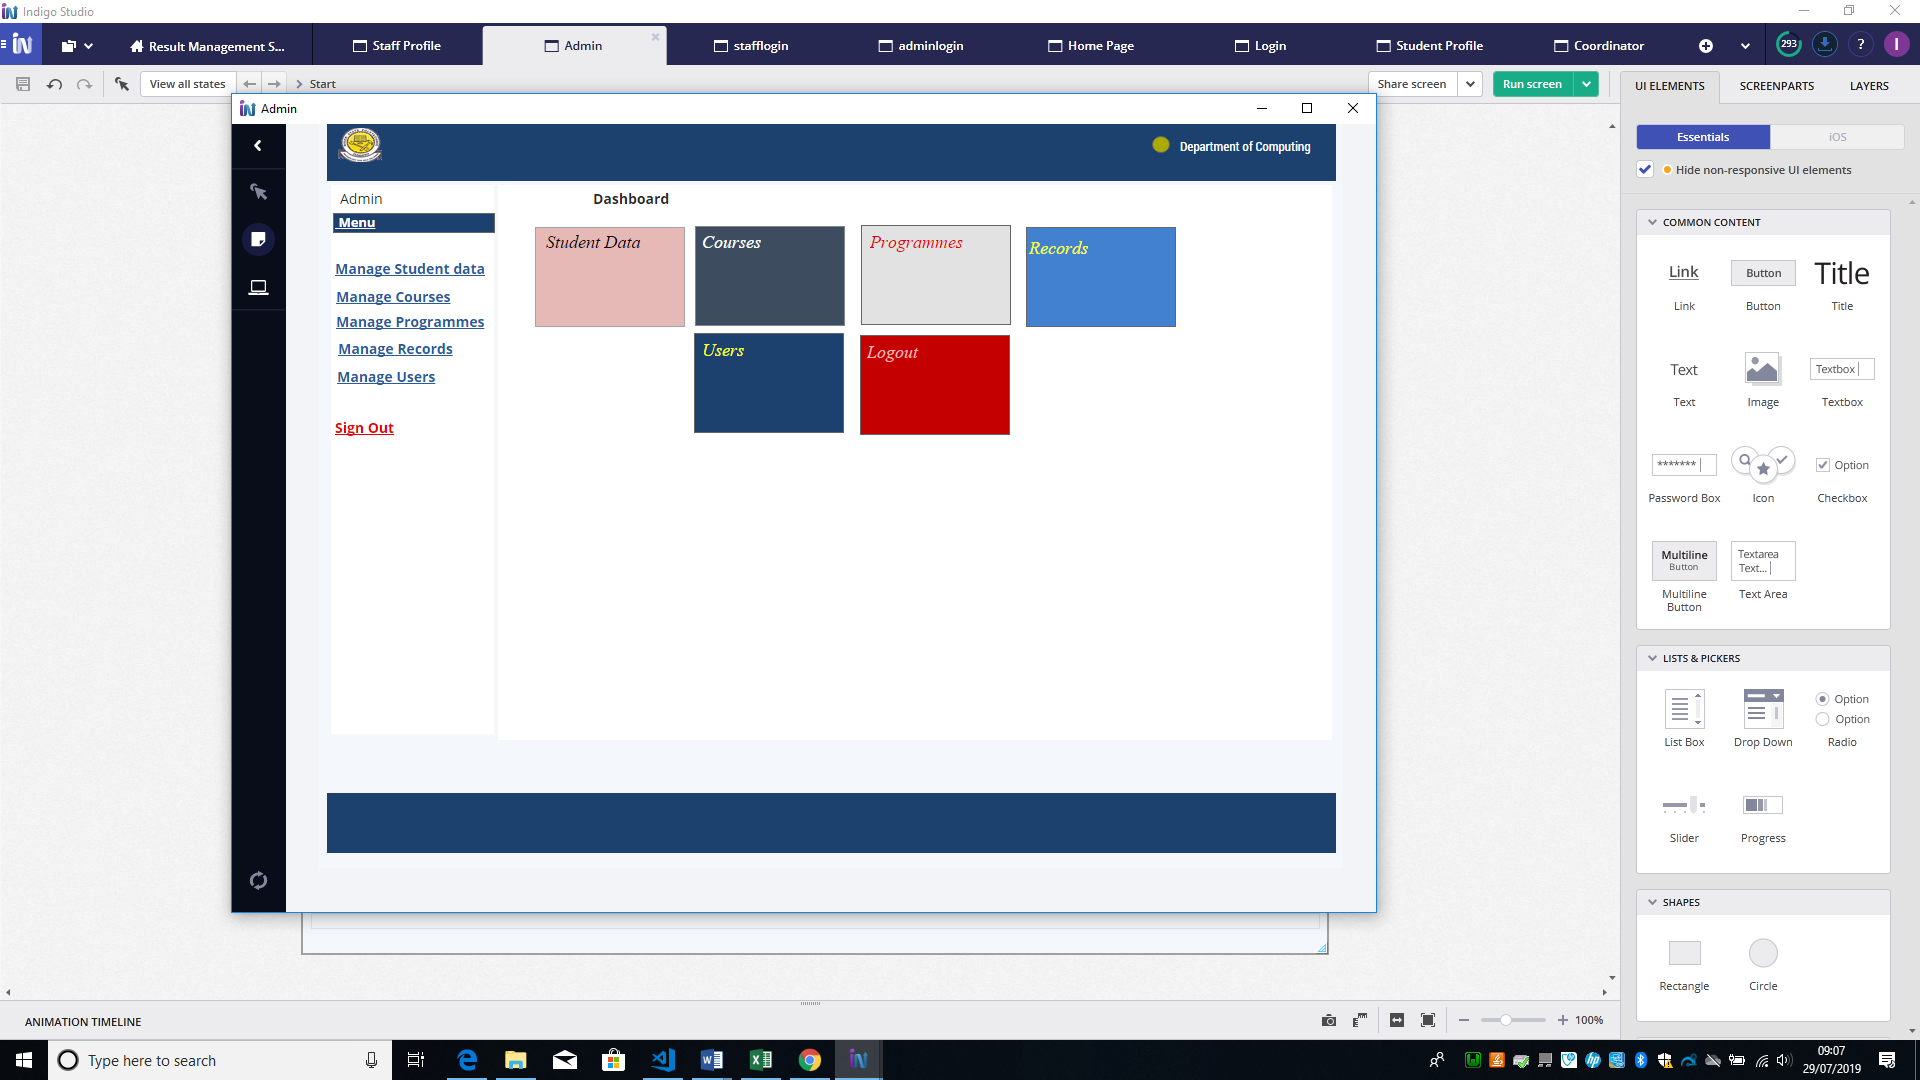 Indigo Studio
Result Management S...
Staff Profile
Admin
stafflogin
adminlogin
Home Page
Login
Student Profile
Coordinator
293
?
I
View all states
Start
Share screen
Run screen
UI ELEMENTS
SCREENPARTS
LAYERS
Admin
Department of Computing
Admin
Menu
Manage Student data
Manage Courses
Manage Programmes
Manage Records
Manage Users
Sign Out
Dashboard
Student Data
Courses
Programmes
Records
Users
Logout
Essentials
iOS
Hide non-responsive UI elements
COMMON CONTENT
Link
Button
Title
Link
Button
Title
Text
Textbox
Text
Image
Textbox
*******
Option
Password Box
Icon
Checkbox
Multiline
Button
Textarea
Text...
Multiline
Button
Text Area
LISTS & PICKERS
Option
Option
List Box
Drop Down
Radio
Slider
Progress
SHAPES
Rectangle
Circle
ANIMATION TIMELINE
100%
Type here to search
09:07
29/07/2019